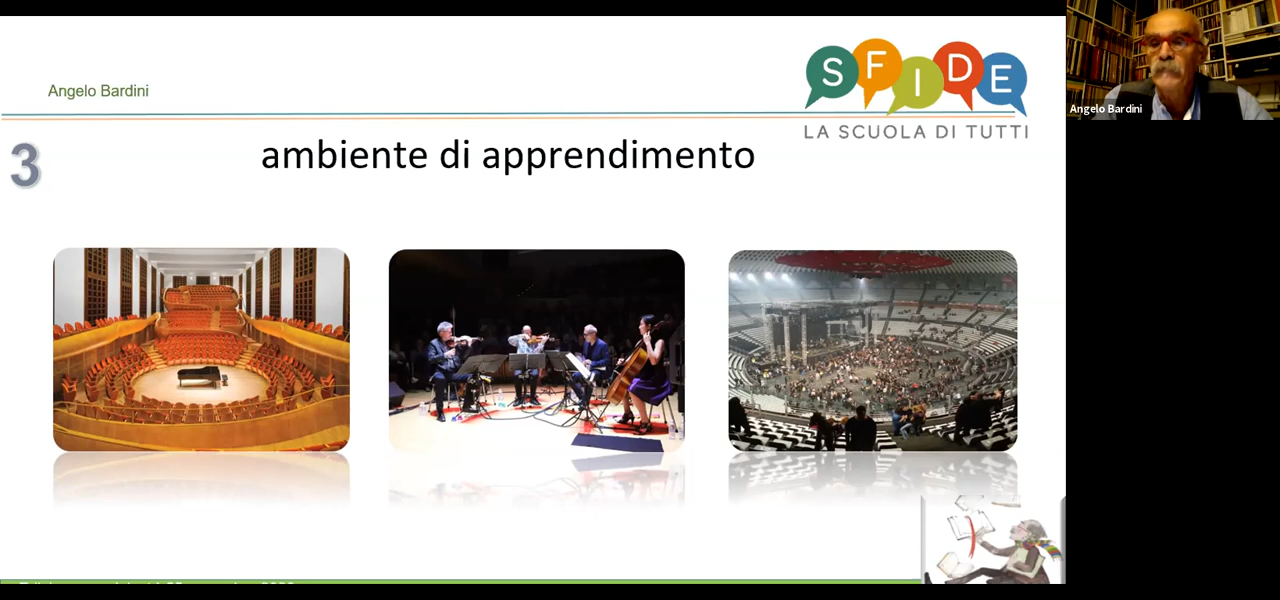 Angelo Bardini
SFIDE
LA SCUOLA DI TUTTI
3
ambiente di apprendimento
Angelo Bardini